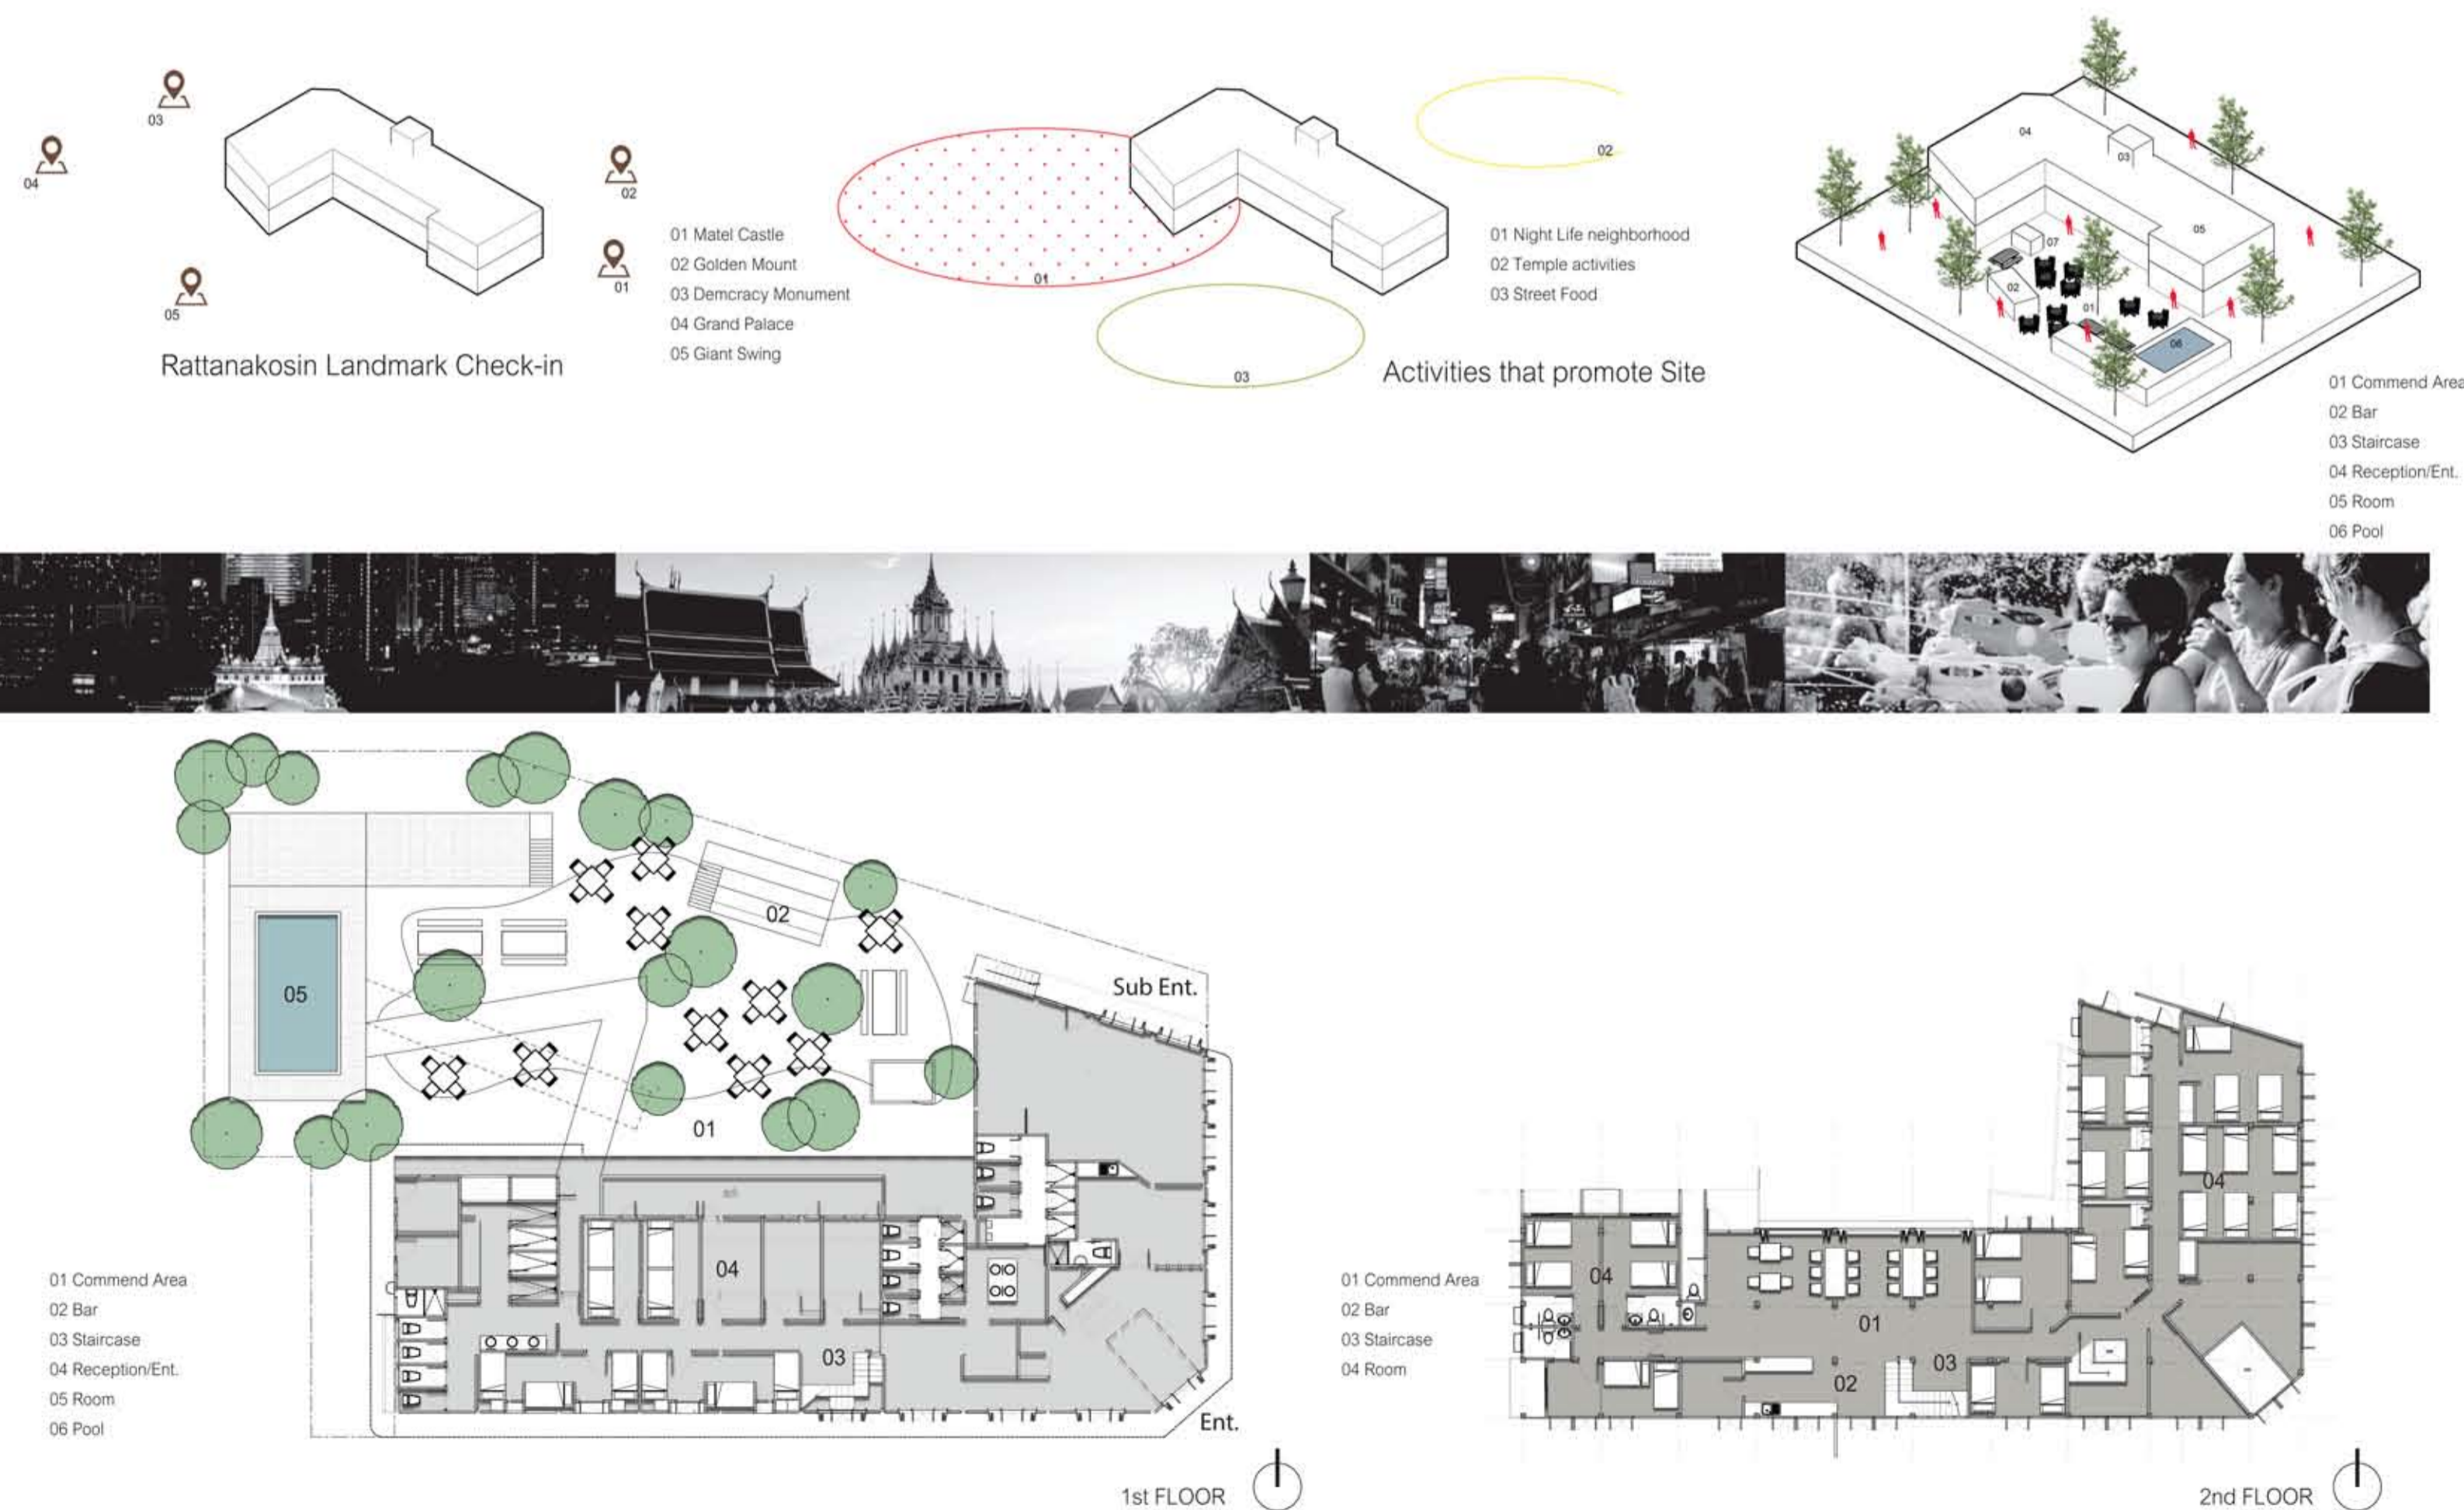 03
04
02
01
05
01 Matel Castle
02 Golden Mount
03 Demcracy Monument
04 Grand Palace
05 Giant Swing
Rattanakosin Landmark Check-in
02
01
03
01 Night Life neighborhood
02 Temple activities
03 Street Food
Activities that promote Site
04
03
05
07
02
01
06
01 Commend Area
02 Bar
03 Staircase
04 Reception/Ent.
05 Room
06 Pool
02
05
Sub Ent.
01
04
03
Ent.
01 Commend Area
02 Bar
03 Staircase
04 Reception/Ent.
05 Room
06 Pool
1st FLOOR
04
04
01
03
02
01 Commend Area
02 Bar
03 Staircase
04 Room
2nd FLOOR